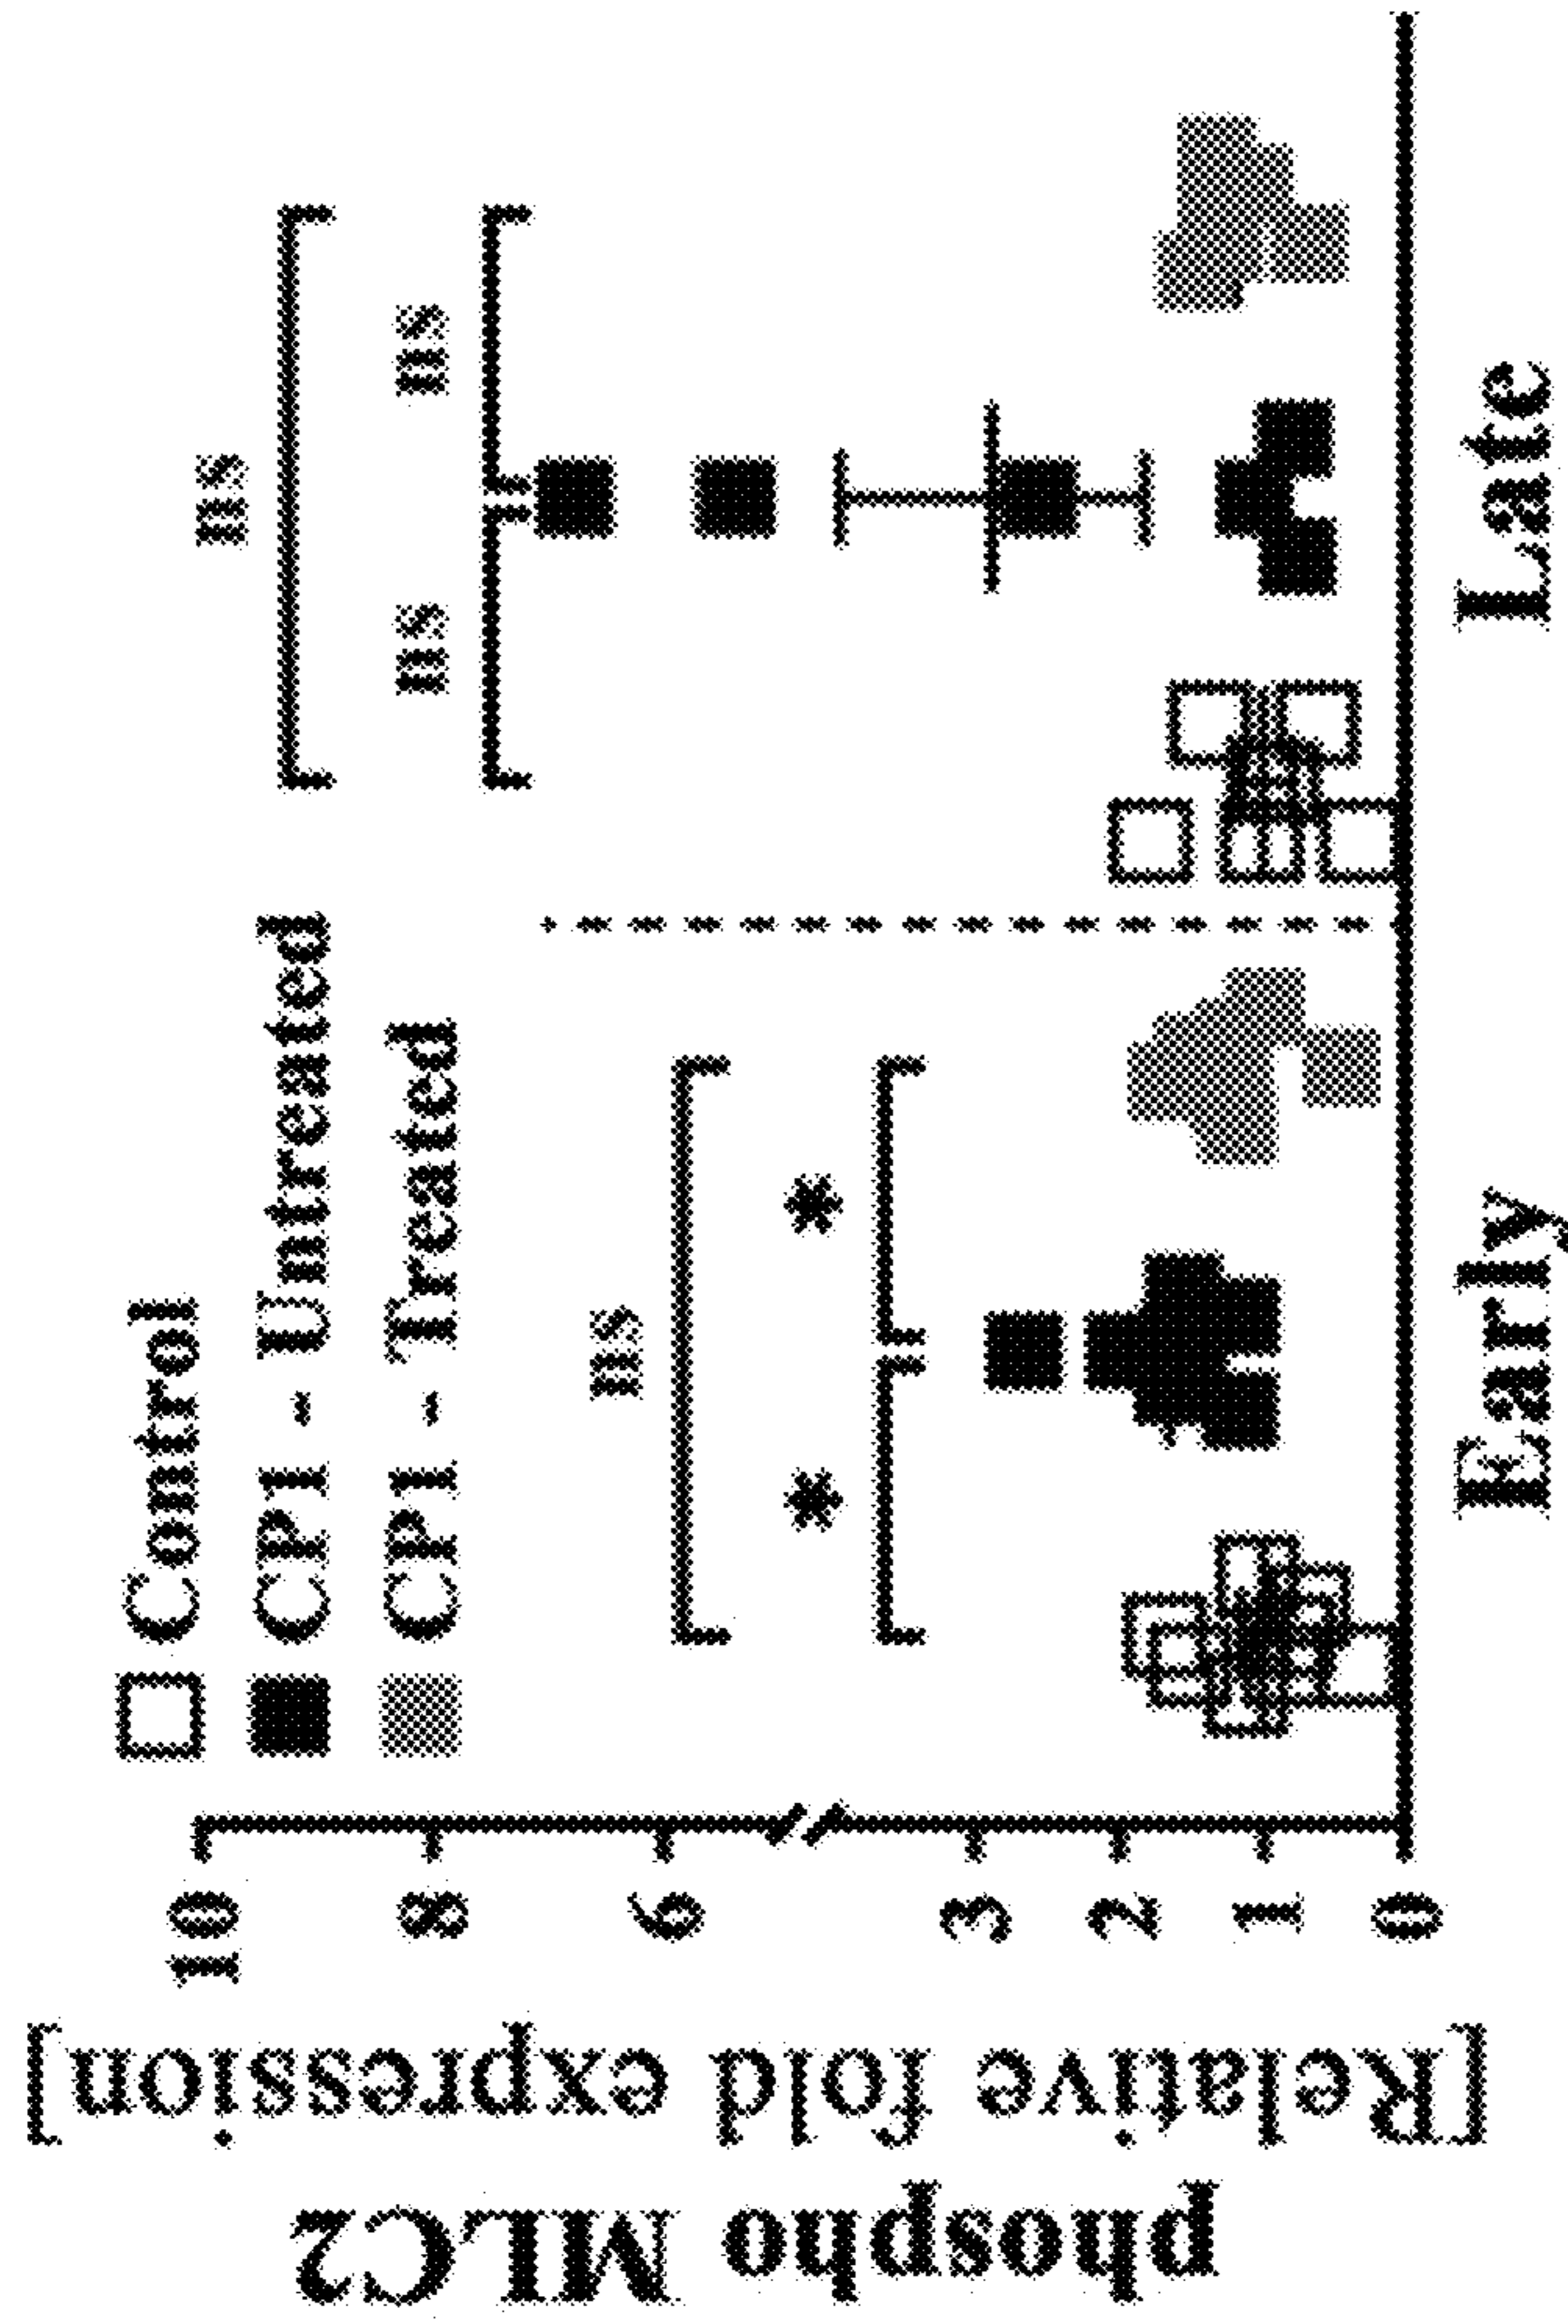 phospho MLC2
[Relative fold expression]
10
8
6
3
2
1
0
Control
CP1 - Untreated
CP1 - Treated
ns
*
*
ns
ns
ns
Early
Late